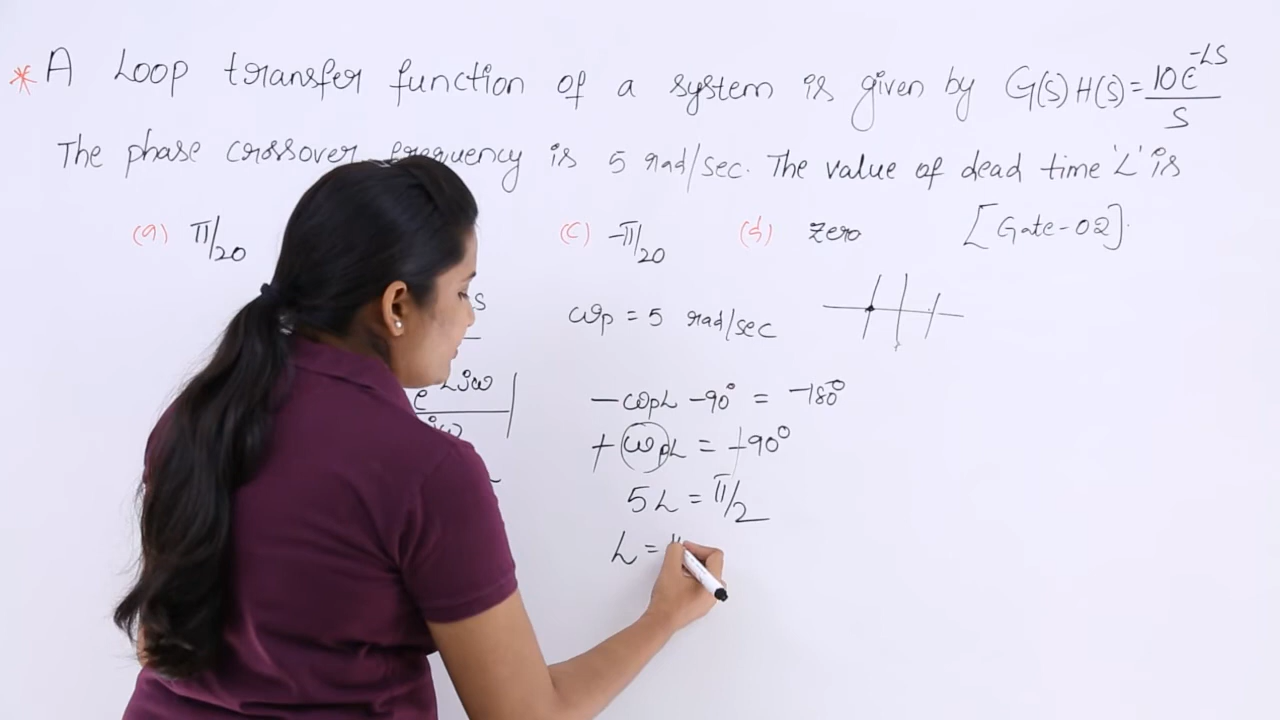 * A Loop transfer function of a system is given by G(s) H(s) = 10e^-LS / S
The phase crossover frequency is 5 rad/sec. The value of dead time 'L' is
(a) π/20 (c) -π/20 (d) zero [Gate-02].
S
ωp = 5 rad/sec
e^-Ljω
jω
-ωpL -90° = -180°
+ωpL = +90°
5L = π/2
L =